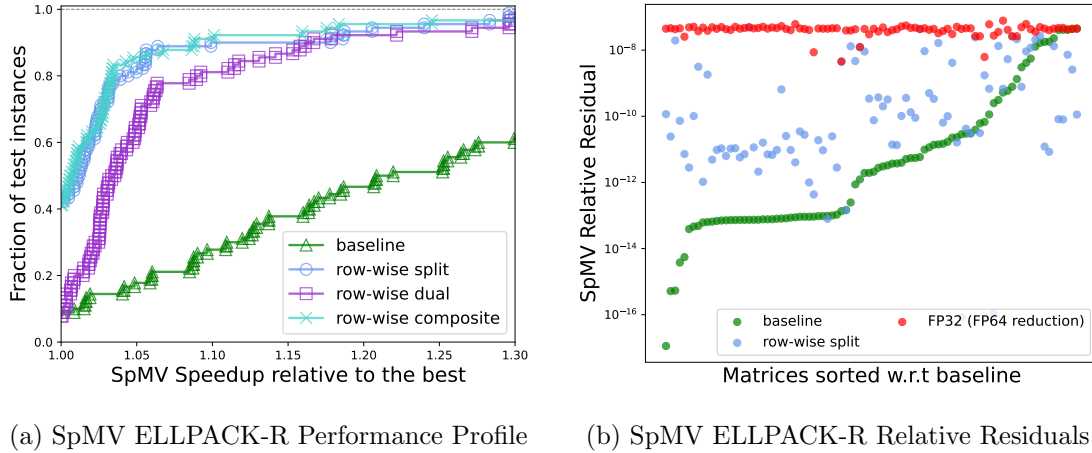 Fraction of test instances
1.0
0.8
0.6
0.4
0.2
0.0
1.00 1.05 1.10 1.15 1.20 1.25 1.30
SpMV Speedup relative to the best
baseline
row-wise split
row-wise dual
row-wise composite
(a) SpMV ELLPACK-R Performance Profile
SpMV Relative Residual
10⁻⁸
10⁻¹⁰
10⁻¹²
10⁻¹⁴
10⁻¹⁶
baseline
row-wise split
FP32 (FP64 reduction)
Matrices sorted w.r.t baseline
(b) SpMV ELLPACK-R Relative Residuals